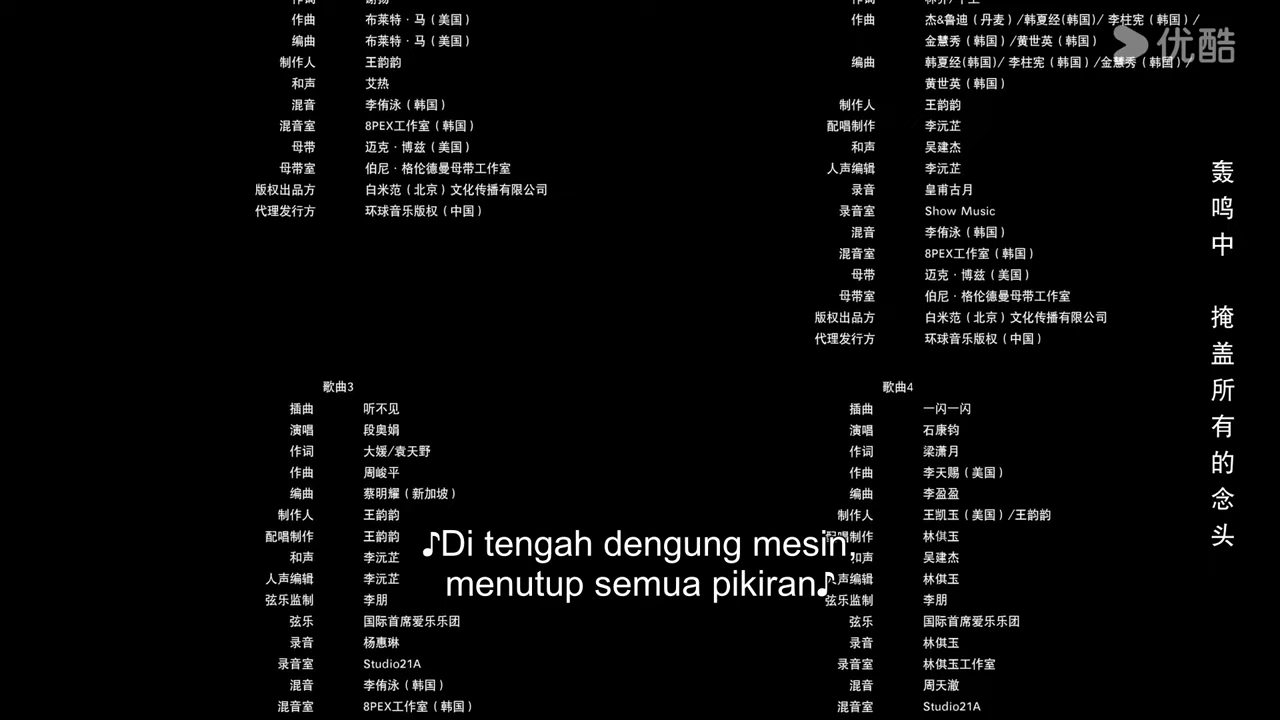 作曲 布莱特·马（美国）
编曲 布莱特·马（美国）
制作人 王韵韵
和声 艾热
混音 李侑泳（韩国）
混音室 8PEX工作室（韩国）
母带 迈克·博兹（美国）
母带室 伯尼·格伦德曼母带工作室
版权出品方 白米范（北京）文化传播有限公司
代理发行方 环球音乐版权（中国）
作曲 杰&鲁迪（丹麦）/韩夏经(韩国)/ 李柱宪（韩国）/
金慧秀（韩国）/黄世英（韩国）
编曲 韩夏经(韩国)/ 李柱宪（韩国）/金慧秀（韩国）/
黄世英（韩国）
制作人 王韵韵
配唱制作 李沅芷
和声 吴建杰
人声编辑 李沅芷
录音 皇甫古月
录音室 Show Music
混音 李侑泳（韩国）
混音室 8PEX工作室（韩国）
母带 迈克·博兹（美国）
母带室 伯尼·格伦德曼母带工作室
版权出品方 白米范（北京）文化传播有限公司
代理发行方 环球音乐版权（中国）
优酷
轰鸣中 掩盖所有的念头
歌曲3
插曲 听不见
演唱 段奥娟
作词 大媛/袁天野
作曲 周峻平
编曲 蔡明耀（新加坡）
制作人 王韵韵
配唱制作 王韵韵
和声 李沅芷
人声编辑 李沅芷
弦乐监制 李朋
弦乐 国际首席爱乐乐团
录音 杨惠琳
录音室 Studio21A
混音 李侑泳（韩国）
混音室 8PEX工作室（韩国）
歌曲4
插曲 一闪一闪
演唱 石康钧
作词 梁潇月
作曲 李天赐（美国）
编曲 李盈盈
制作人 王凯玉（美国）/王韵韵
配唱制作 林倛玉
和声 吴建杰
人声编辑 林倛玉
弦乐监制 李朋
弦乐 国际首席爱乐乐团
录音 林倛玉
录音室 林倛玉工作室
混音 周天澈
混音室 Studio21A
♪Di tengah dengung mesin,
menutup semua pikiran♪